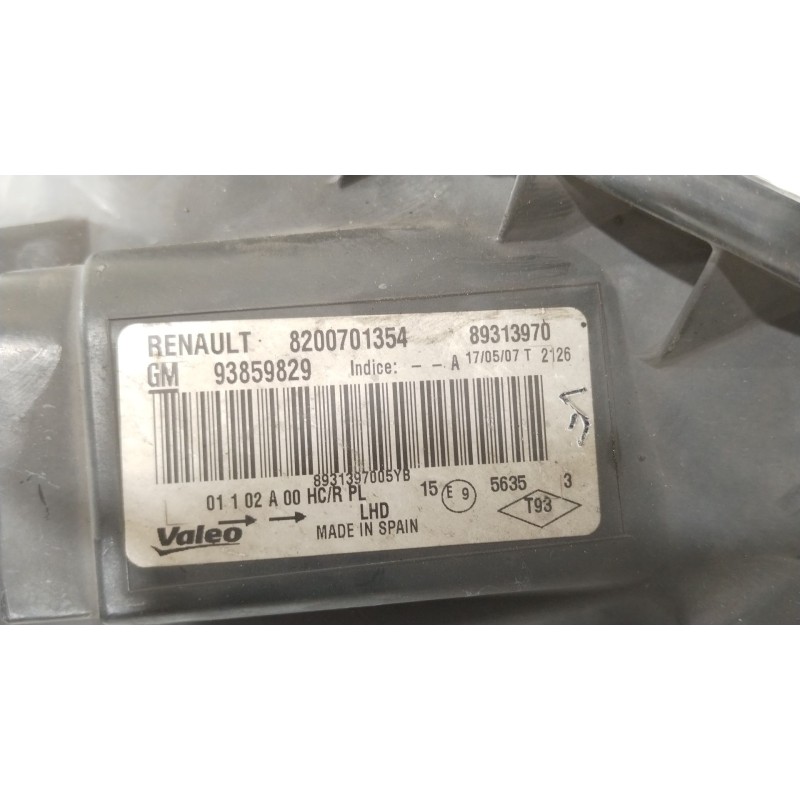 RENAULT 8200701354 89313970
GM 93859829 Indice: - - A 17/05/07 T 2126
8931397005YB
L 01 1 02 A 00 HC/R PL 15 E 9 5635 3
Valeo LHD T93
MADE IN SPAIN